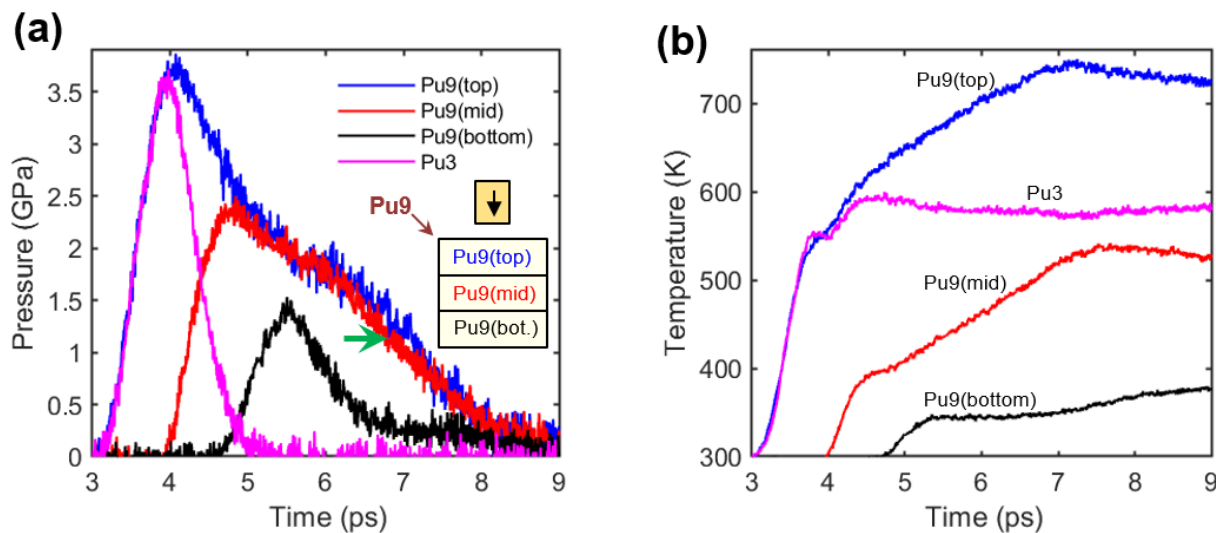 (a)
Pressure (GPa)
3.5
3
2.5
2
1.5
1
0.5
0
3 4 5 6 7 8 9
Time (ps)
Pu9(top)
Pu9(mid)
Pu9(bottom)
Pu3
Pu9
Pu9(top)
Pu9(mid)
Pu9(bot.)
(b)
Temperature (K)
700
600
500
400
300
3 4 5 6 7 8 9
Time (ps)
Pu9(top)
Pu3
Pu9(mid)
Pu9(bottom)